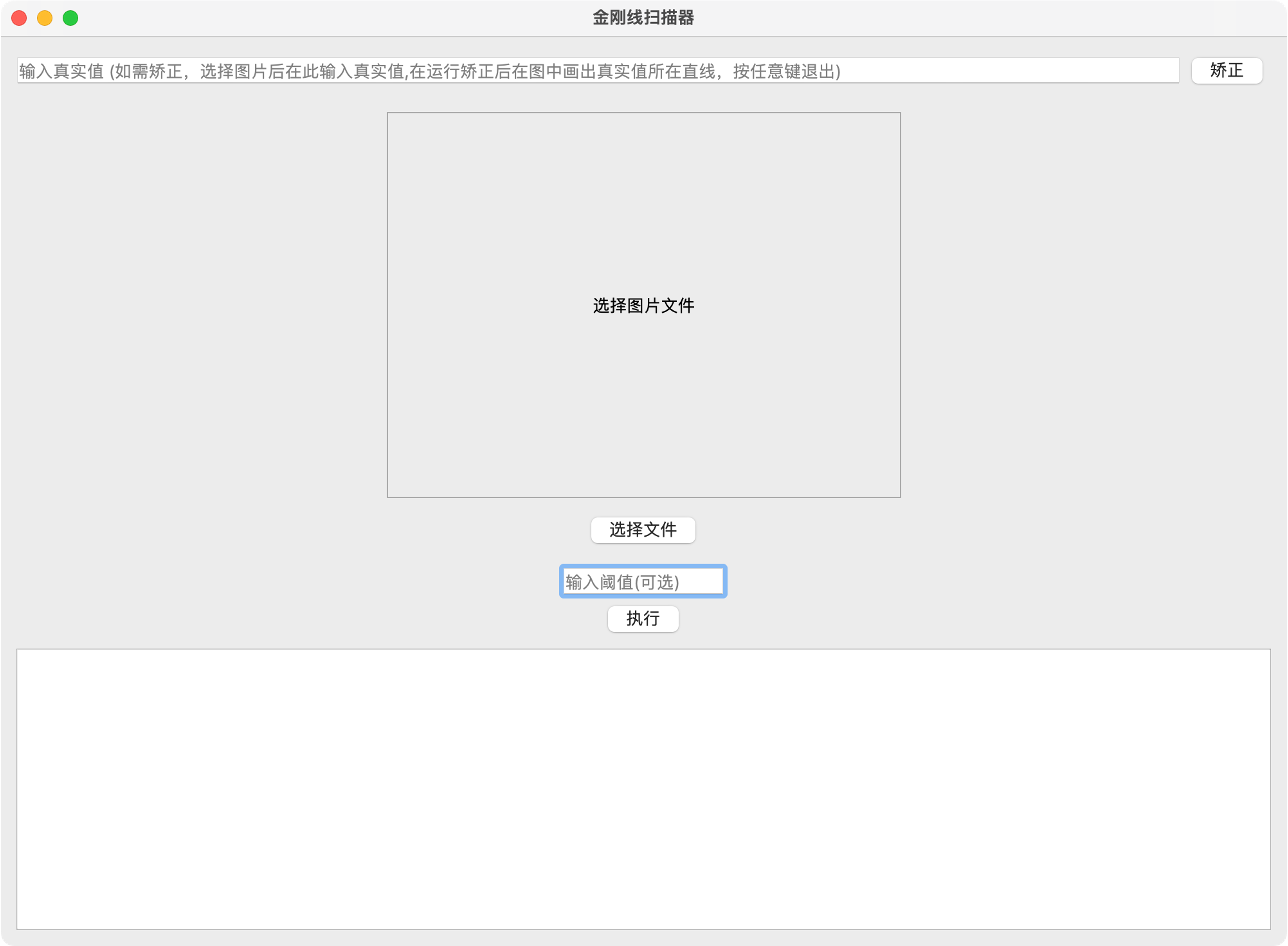 金刚线扫描器
输入真实值 (如需矫正，选择图片后在此输入真实值,在运行矫正后在图中画出真实值所在直线，按任意键退出)
矫正
选择图片文件
选择文件
输入阈值(可选)
执行